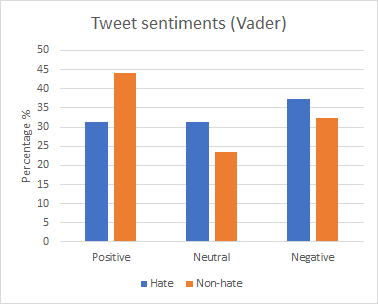 Tweet sentiments (Vader)
Percentage %
50
45
40
35
30
25
20
15
10
5
0
Positive Neutral Negative
Hate Non-hate